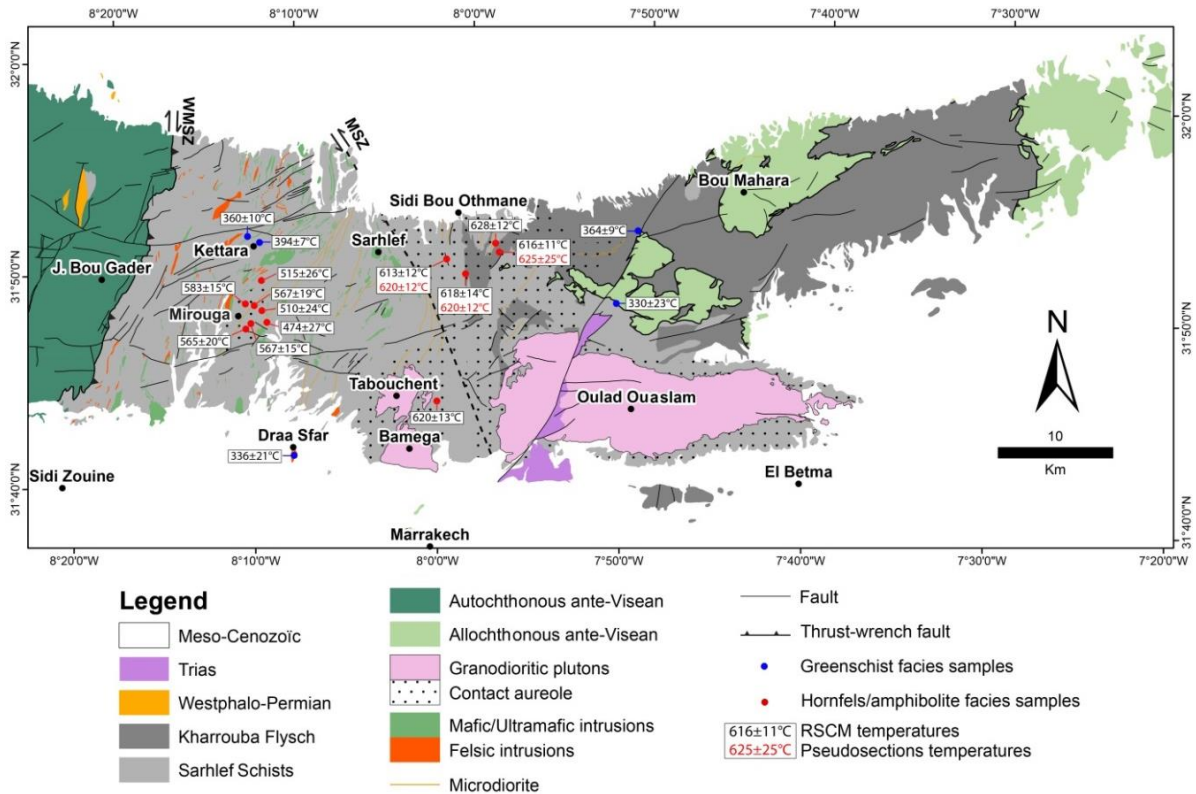 8°20'0"W 8°10'0"W 8°0'0"W 7°50'0"W 7°40'0"W 7°30'0"W
32°0'0"N
32°0'0"N
WMSZ
MSZ
Bou Mahara
Sidi Bou Othmane
360±10°C
628±12°C
364±9°C
394±7°C
Kettara
Sarhlef
616±11°C
625±25°C
J. Bou Gader
31°50'0"N
515±26°C
613±12°C
620±12°C
583±15°C
567±19°C
618±14°C
620±12°C
330±23°C
510±24°C
Mirouga
474±27°C
31°50'0"N
565±20°C
567±15°C
N
Tabouchent
Oulad Ouaslam
620±13°C
Draa Sfar
Bamega
10
Km
336±21°C
Sidi Zouine
El Betma
31°40'0"N
Marrakech
31°40'0"N
8°20'0"W 8°10'0"W 8°0'0"W 7°50'0"W 7°40'0"W 7°30'0"W 7°20'0"W
Legend
Meso-Cenozoïc
Trias
Westphalo-Permian
Kharrouba Flysch
Sarhlef Schists
Autochthonous ante-Visean
Allochthonous ante-Visean
Granodioritic plutons
Contact aureole
Mafic/Ultramafic intrusions
Felsic intrusions
Microdiorite
Fault
Thrust-wrench fault
Greenschist facies samples
Hornfels/amphibolite facies samples
616±11°C RSCM temperatures
625±25°C Pseudosections temperatures